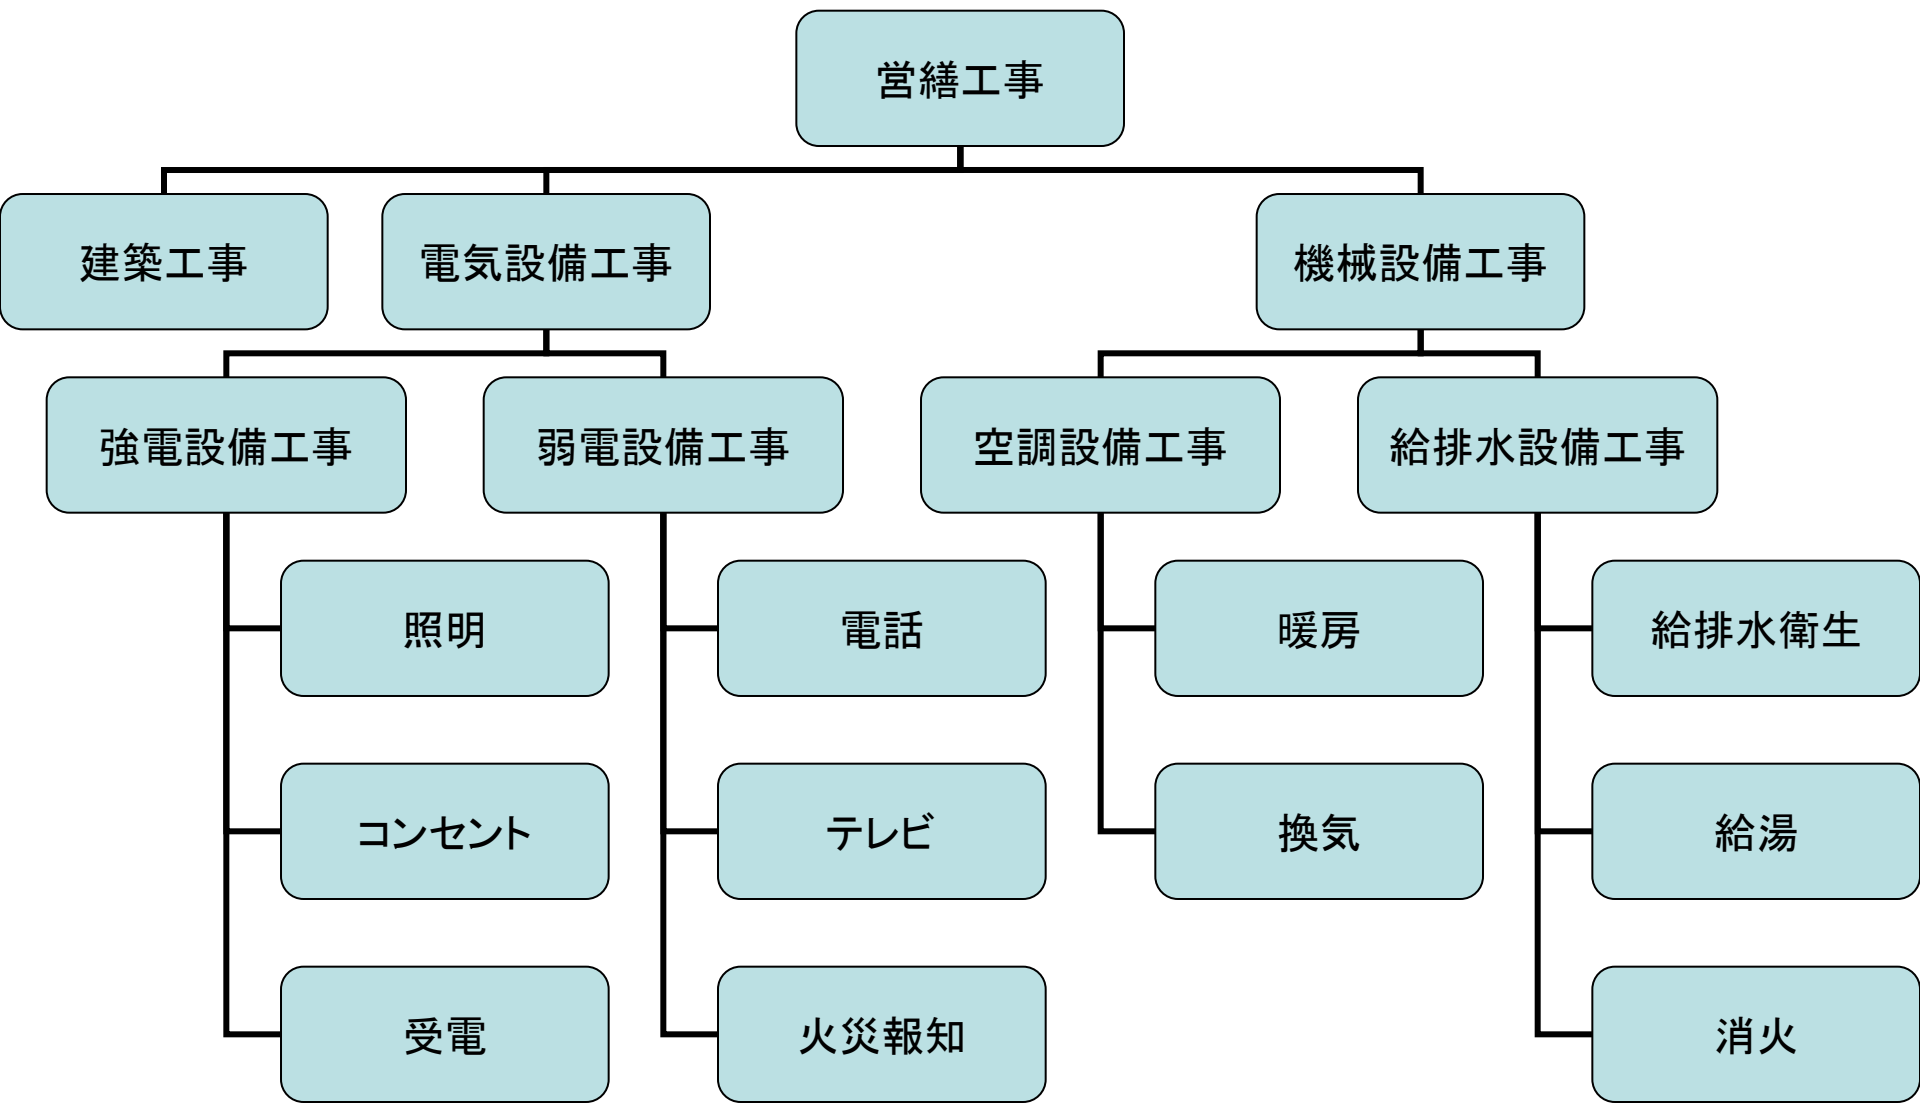 営繕工事
建築工事
電気設備工事
機械設備工事
強電設備工事
弱電設備工事
空調設備工事
給排水設備工事
照明
電話
暖房
給排水衛生
コンセント
テレビ
換気
給湯
受電
火災報知
消火